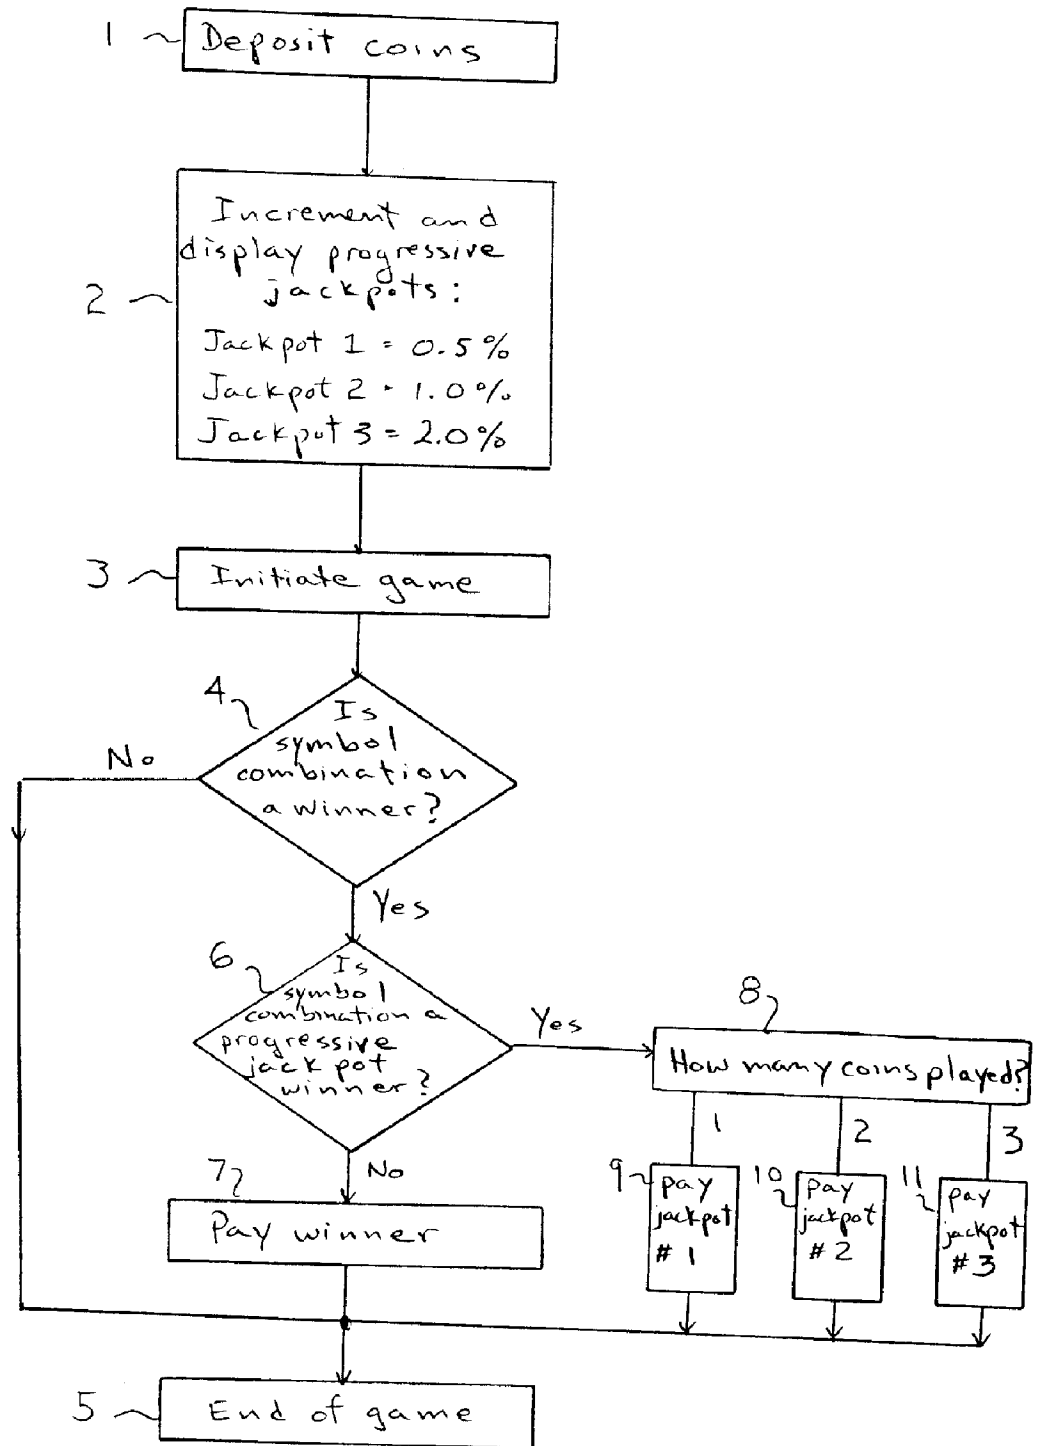 1 Deposit coins
Increment and
display progressive
jackpots:
2
Jackpot 1 = 0.5%
Jackpot 2 = 1.0%
Jackpot 3 = 2.0%
3 Initiate game
4
Is
symbol
combination
a winner?
No
Yes
6
Is
symbol
combination a
progressive
jackpot
winner?
Yes
8
How many coins played?
1
2
3
No
7
Pay winner
9
pay
jackpot
# 1
10
pay
jackpot
# 2
11
pay
jackpot
# 3
5 End of game